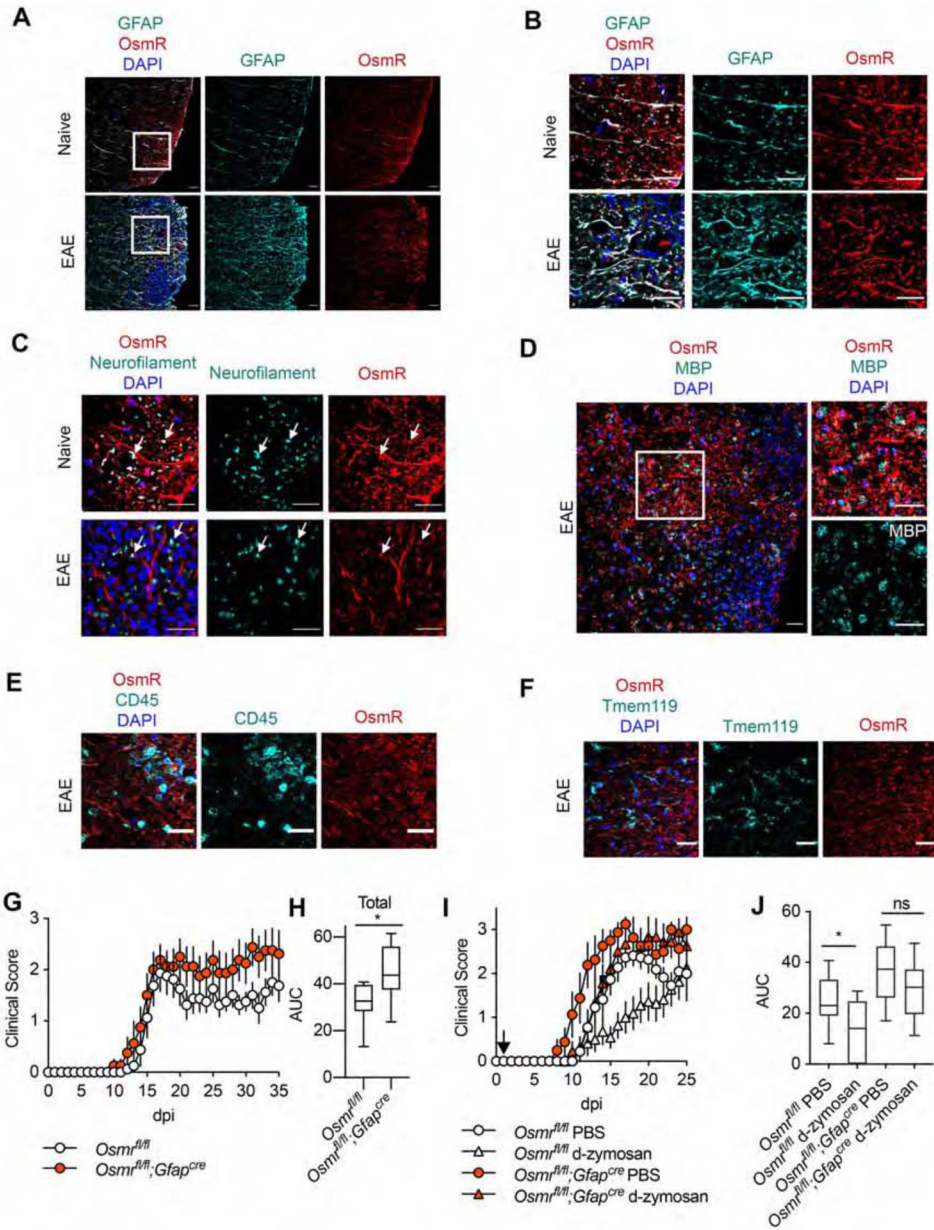 A
GFAP
OsmR
DAPI
GFAP
OsmR
Naive
EAE
B
GFAP
OsmR
DAPI
GFAP
OsmR
Naive
EAE
C
OsmR
Neurofilament
DAPI
Neurofilament
OsmR
Naive
EAE
D
OsmR
MBP
DAPI
OsmR
MBP
DAPI
EAE
MBP
E
OsmR
CD45
DAPI
CD45
OsmR
EAE
F
OsmR
Tmem119
DAPI
Tmem119
OsmR
EAE
G
Clinical Score
3
2
1
0
0 5 10 15 20 25 30 35
dpi
Osmr^fl/fl
Osmr^fl/fl;Gfap^cre
H
Total
*
AUC
60
40
20
0
Osmr^fl/fl
Osmr^fl/fl;Gfap^cre
I
Clinical Score
3
2
1
0
0 5 10 15 20 25
dpi
Osmr^fl/fl PBS
Osmr^fl/fl d-zymosan
Osmr^fl/fl;Gfap^cre PBS
Osmr^fl/fl;Gfap^cre d-zymosan
J
ns
*
AUC
60
40
20
0
Osmr^fl/fl PBS
Osmr^fl/fl d-zymosan
Osmr^fl/fl;Gfap^cre PBS
Osmr^fl/fl;Gfap^cre d-zymosan